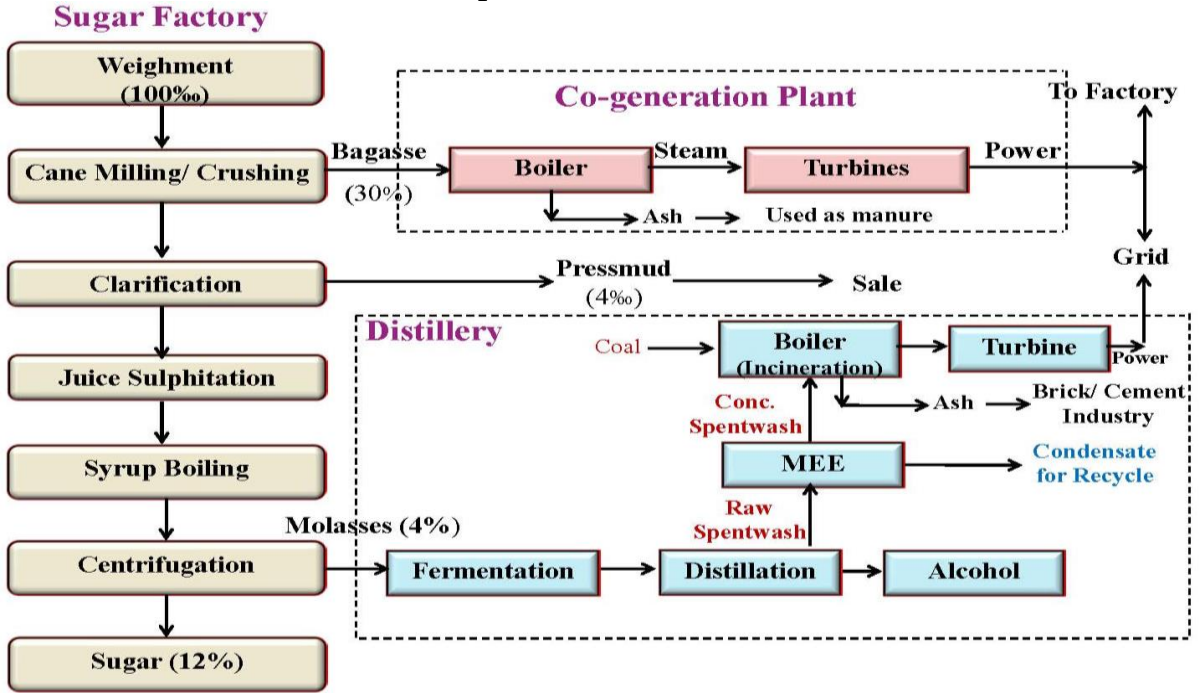 Sugar Factory
Weighment
(100‰)
Co-generation Plant
To Factory
Cane Milling/ Crushing
Bagasse
(30%)
Boiler
Steam
Turbines
Power
Ash
Used as manure
Grid
Clarification
Pressmud
(4‰)
Sale
Distillery
Coal
Boiler
(Incineration)
Turbine
Power
Juice Sulphitation
Ash
Brick/ Cement
Industry
Conc.
Spentwash
Syrup Boiling
MEE
Condensate
for Recycle
Raw
Spentwash
Molasses (4%)
Centrifugation
Fermentation
Distillation
Alcohol
Sugar (12%)